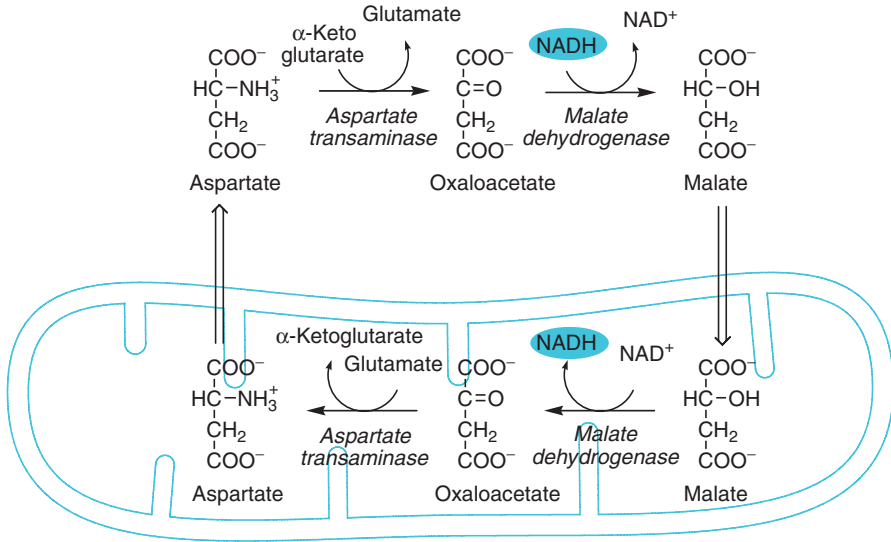 Glutamate
α-Keto
glutarate
NADH
NAD⁺
COO⁻
HC–NH₃⁺
CH₂
COO⁻
Aspartate
Aspartate
transaminase
COO⁻
C=O
CH₂
COO⁻
Oxaloacetate
Malate
dehydrogenase
COO⁻
HC–OH
CH₂
COO⁻
Malate
α-Ketoglutarate
Glutamate
NADH
NAD⁺
COO⁻
HC–NH₃⁺
CH₂
COO⁻
Aspartate
Aspartate
transaminase
COO⁻
C=O
CH₂
COO⁻
Oxaloacetate
Malate
dehydrogenase
COO⁻
HC–OH
CH₂
COO⁻
Malate